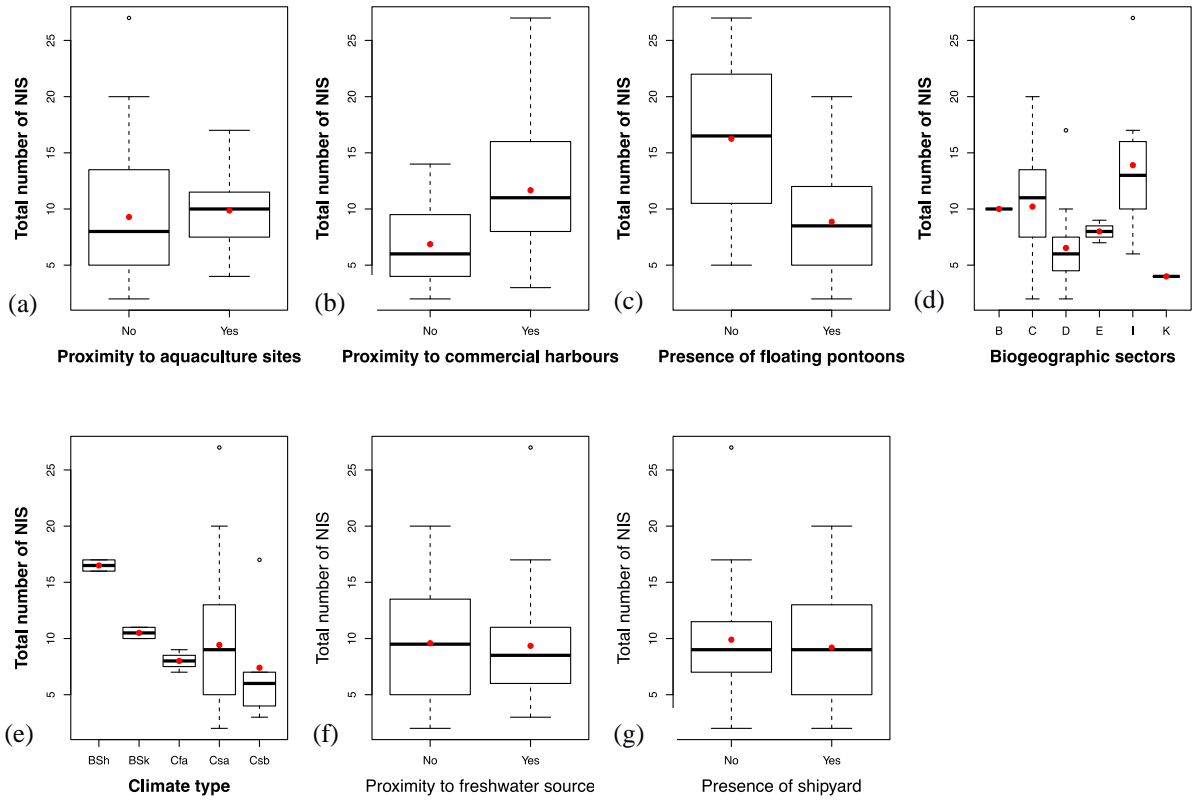 Total number of NIS
25
20
15
10
5
(a)
No Yes
Proximity to aquaculture sites
Total number of NIS
25
20
15
10
5
(b)
No Yes
Proximity to commercial harbours
Total number of NIS
25
20
15
10
5
(c)
No Yes
Presence of floating pontoons
Total number of NIS
25
20
15
10
5
(d)
B C D E I K
Biogeographic sectors
Total number of NIS
25
20
15
10
5
(e)
BSh BSk Cfa Csa Csb
Climate type
Total number of NIS
25
20
15
10
5
(f)
No Yes
Proximity to freshwater source
Total number of NIS
25
20
15
10
5
(g)
No Yes
Presence of shipyard